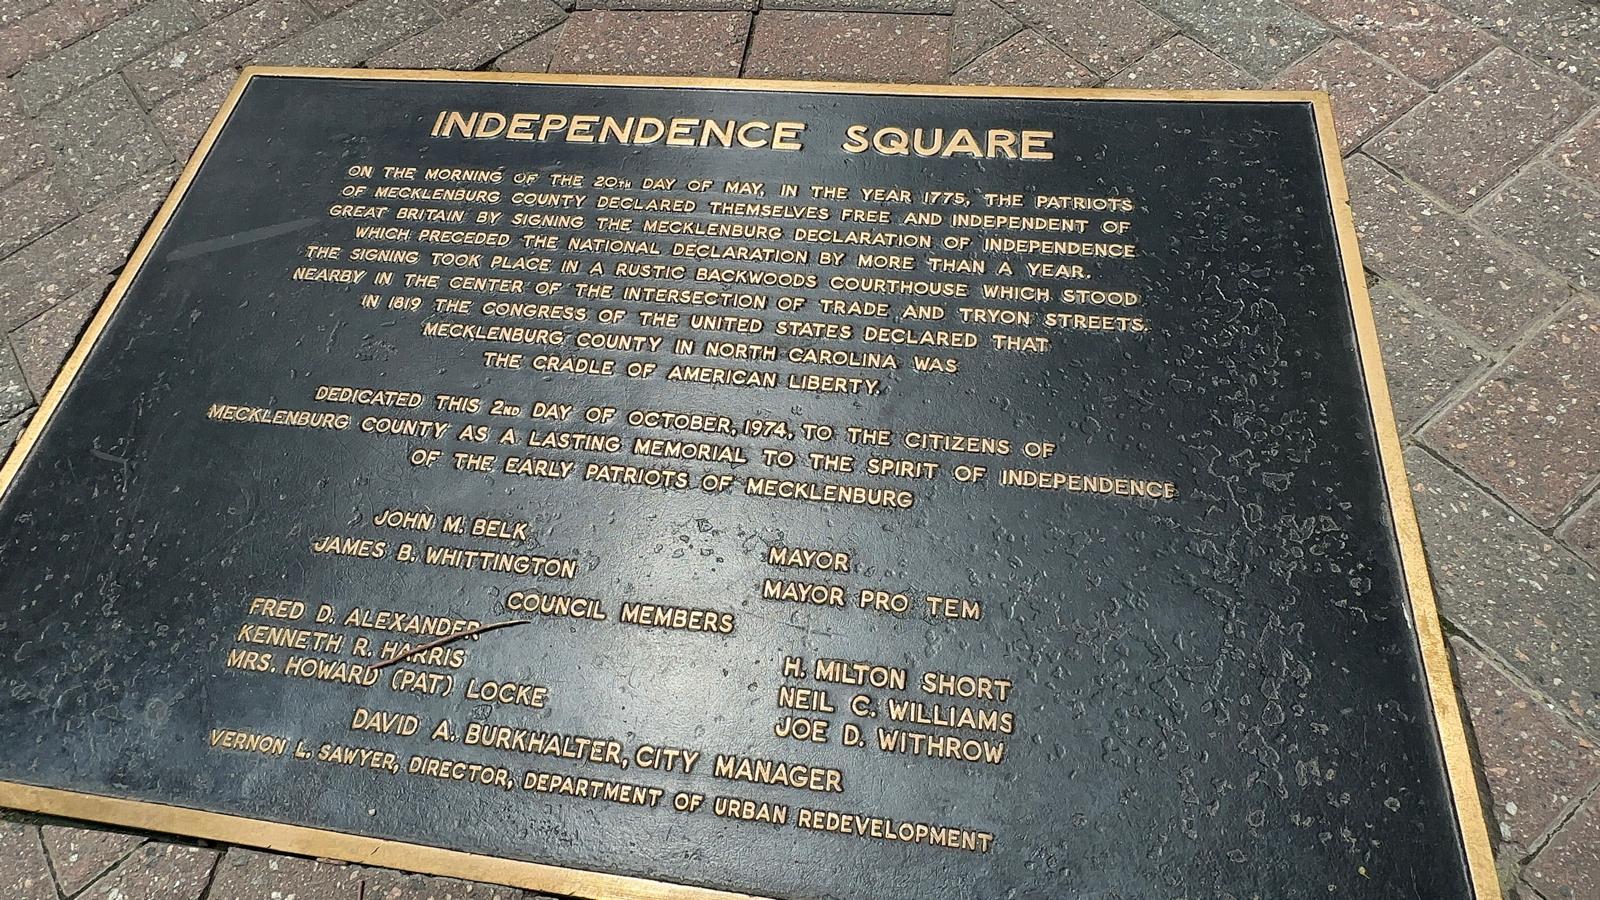 INDEPENDENCE SQUARE
ON THE MORNING OF THE 20TH DAY OF MAY, IN THE YEAR 1775, THE PATRIOTS
OF MECKLENBURG COUNTY DECLARED THEMSELVES FREE AND INDEPENDENT OF
GREAT BRITAIN BY SIGNING THE MECKLENBURG DECLARATION OF INDEPENDENCE
WHICH PRECEDED THE NATIONAL DECLARATION BY MORE THAN A YEAR.
THE SIGNING TOOK PLACE IN A RUSTIC BACKWOODS COURTHOUSE WHICH STOOD
NEARBY IN THE CENTER OF THE INTERSECTION OF TRADE AND TRYON STREETS.
IN 1819 THE CONGRESS OF THE UNITED STATES DECLARED THAT
MECKLENBURG COUNTY IN NORTH CAROLINA WAS
THE CRADLE OF AMERICAN LIBERTY.
DEDICATED THIS 2ND DAY OF OCTOBER, 1974, TO THE CITIZENS OF
MECKLENBURG COUNTY AS A LASTING MEMORIAL TO THE SPIRIT OF INDEPENDENCE
OF THE EARLY PATRIOTS OF MECKLENBURG
JOHN M. BELK MAYOR
JAMES B. WHITTINGTON MAYOR PRO TEM
COUNCIL MEMBERS
FRED D. ALEXANDER H. MILTON SHORT
KENNETH R. HARRIS NEIL C. WILLIAMS
MRS. HOWARD (PAT) LOCKE JOE D. WITHROW
DAVID A. BURKHALTER, CITY MANAGER
VERNON L. SAWYER, DIRECTOR, DEPARTMENT OF URBAN REDEVELOPMENT